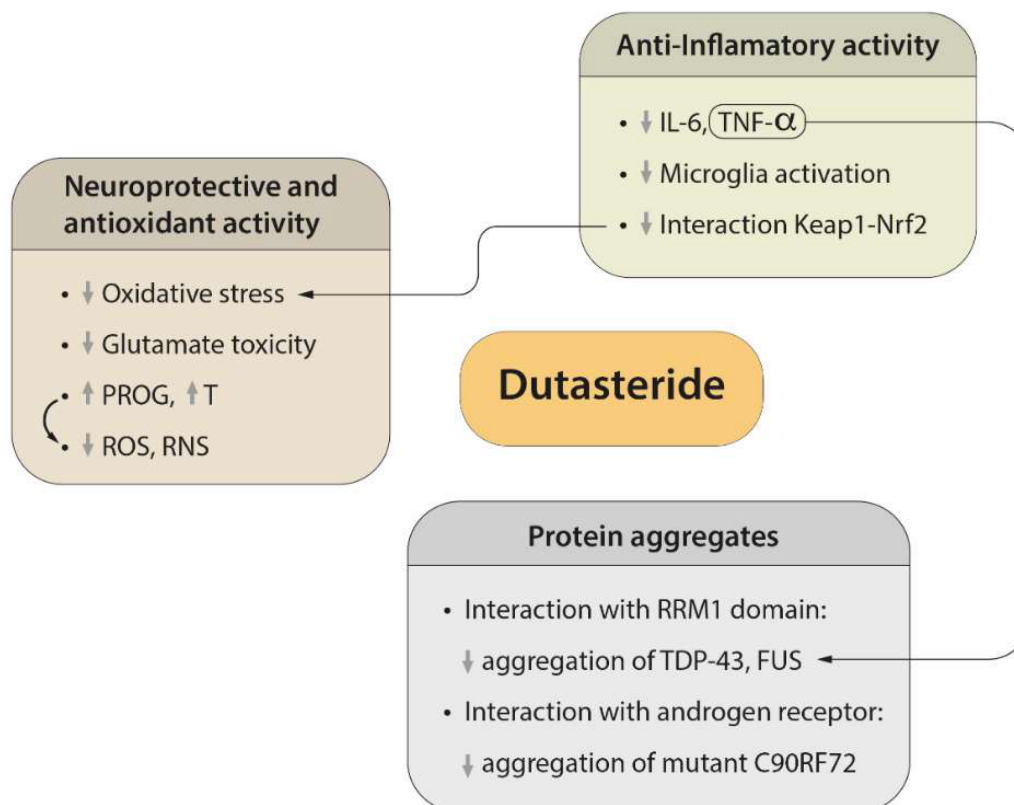 Anti-Inflamatory activity
• ↓ IL-6, TNF-α
• ↓ Microglia activation
• ↓ Interaction Keap1-Nrf2
Neuroprotective and
antioxidant activity
• ↓ Oxidative stress
• ↓ Glutamate toxicity
• ↑ PROG, ↑ T
• ↓ ROS, RNS
Dutasteride
Protein aggregates
• Interaction with RRM1 domain:
↓ aggregation of TDP-43, FUS
• Interaction with androgen receptor:
↓ aggregation of mutant C90RF72